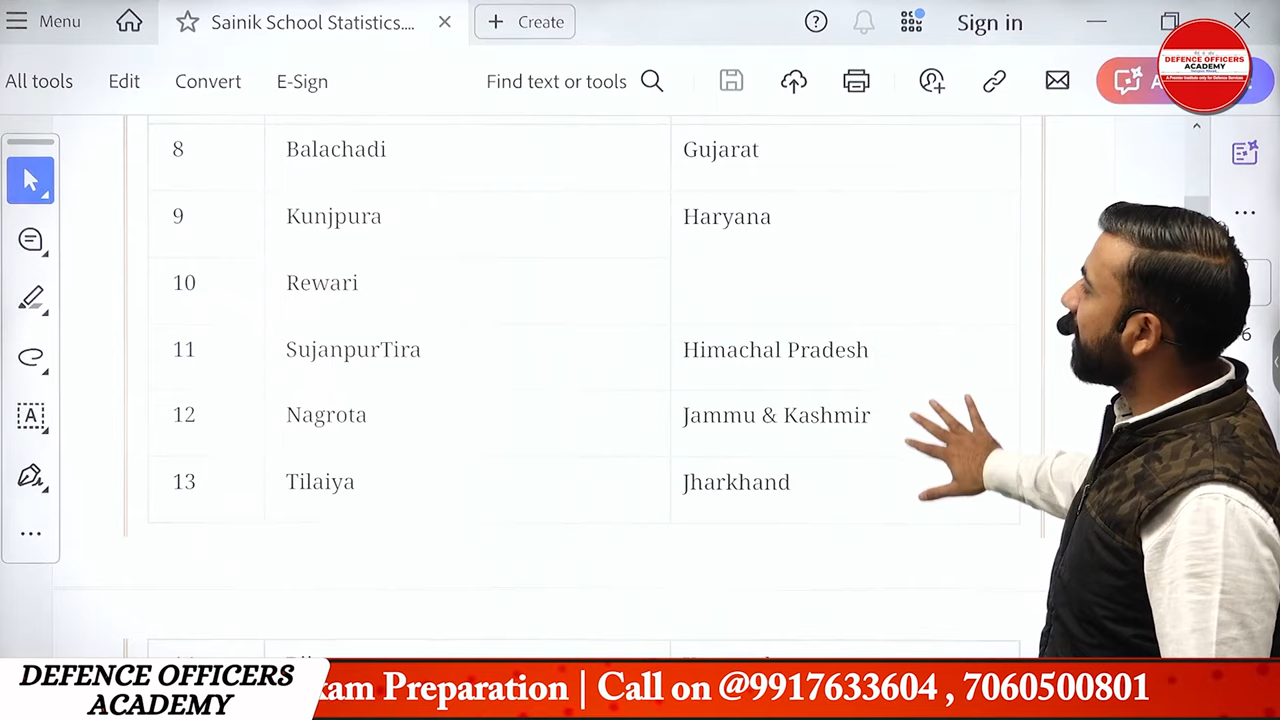 Menu
Sainik School Statistics....
Create
Sign in
All tools
Edit
Convert
E-Sign
Find text or tools
DEFENCE OFFICERS
ACADEMY
8 Balachadi Gujarat
9 Kunjpura Haryana
10 Rewari
11 SujanpurTira Himachal Pradesh
12 Nagrota Jammu & Kashmir
13 Tilaiya Jharkhand
DEFENCE OFFICERS
ACADEMY
xam Preparation | Call on @9917633604 , 7060500801